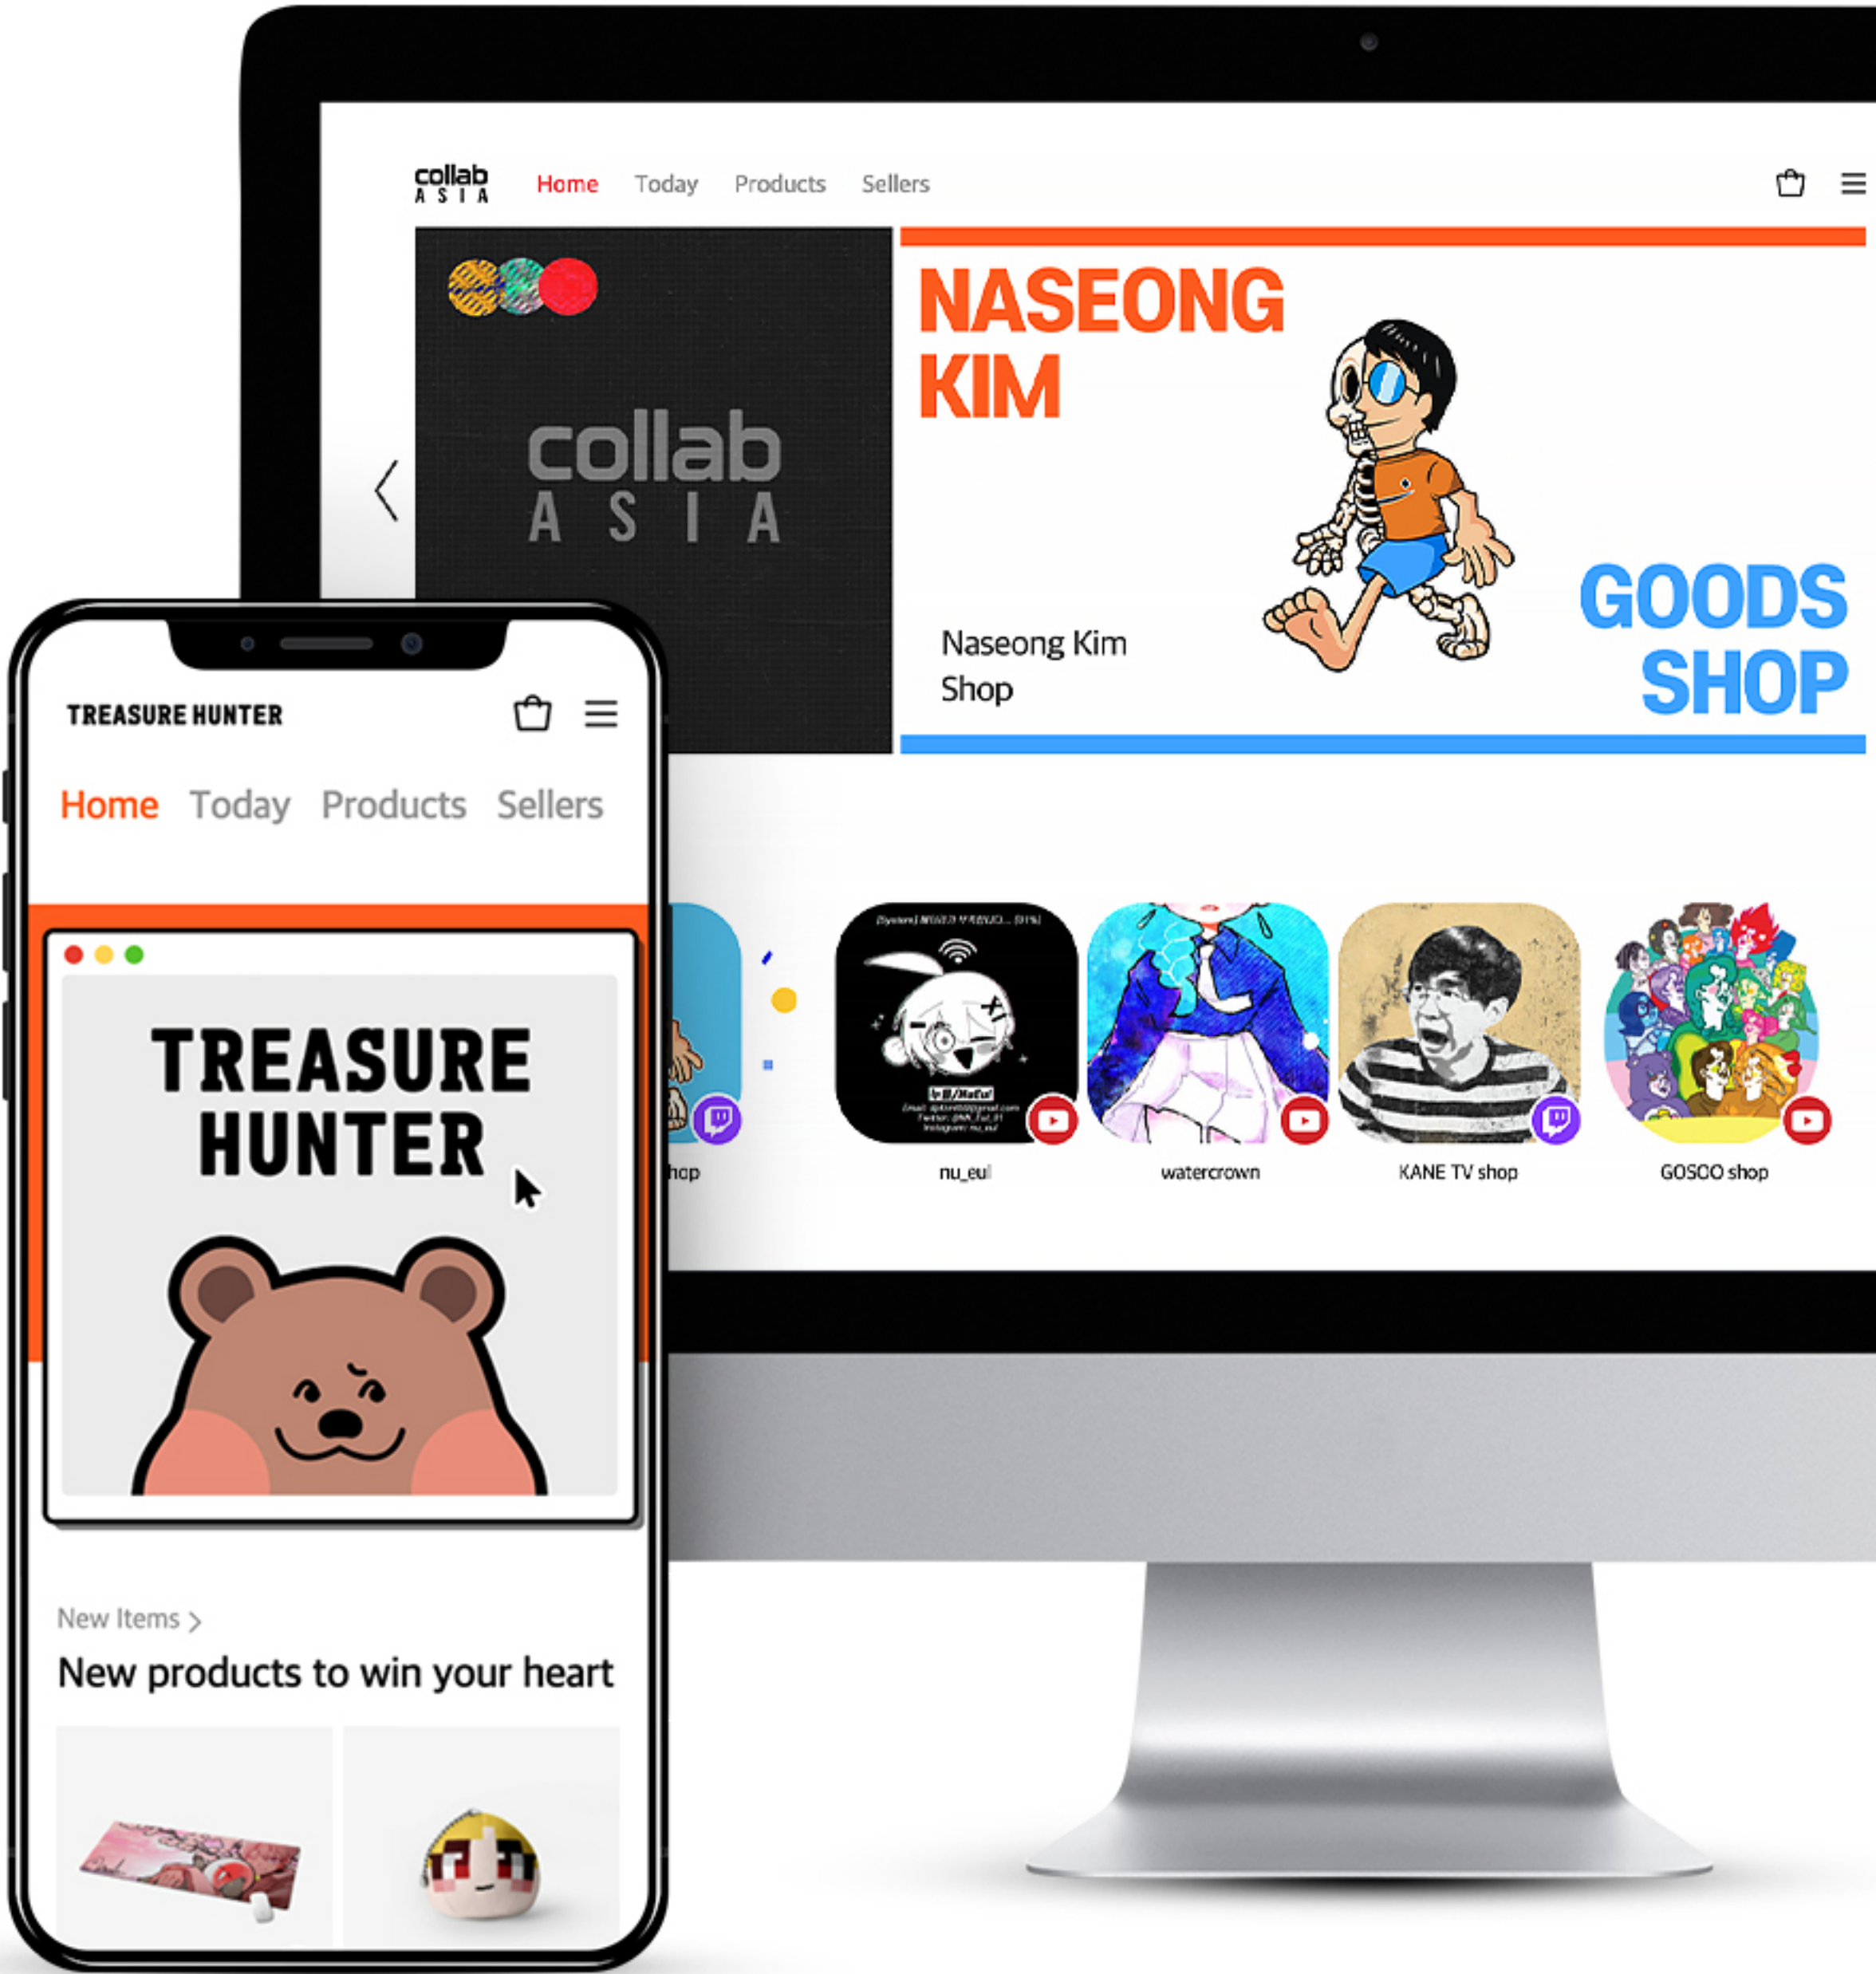 collab
ASIA
Home Today Products Sellers
collab
ASIA
NASEONG
KIM
Naseong Kim
Shop
GOODS
SHOP
hop
nu_eul
watercrown
KANE TV shop
GOSOO shop
TREASURE HUNTER
Home Today Products Sellers
TREASURE
HUNTER
New Items >
New products to win your heart